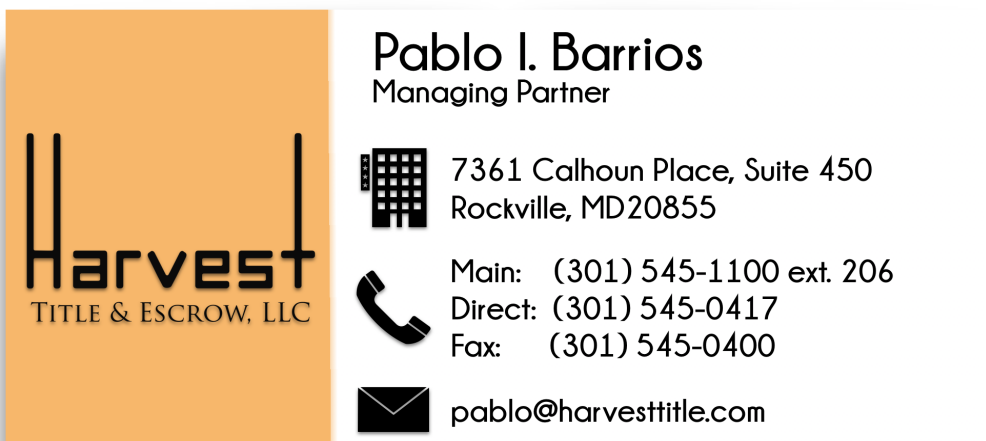 Harvest
TITLE & ESCROW, LLC
Pablo I. Barrios
Managing Partner
7361 Calhoun Place, Suite 450
Rockville, MD20855
Main: (301) 545-1100 ext. 206
Direct: (301) 545-0417
Fax: (301) 545-0400
pablo@harvesttitle.com